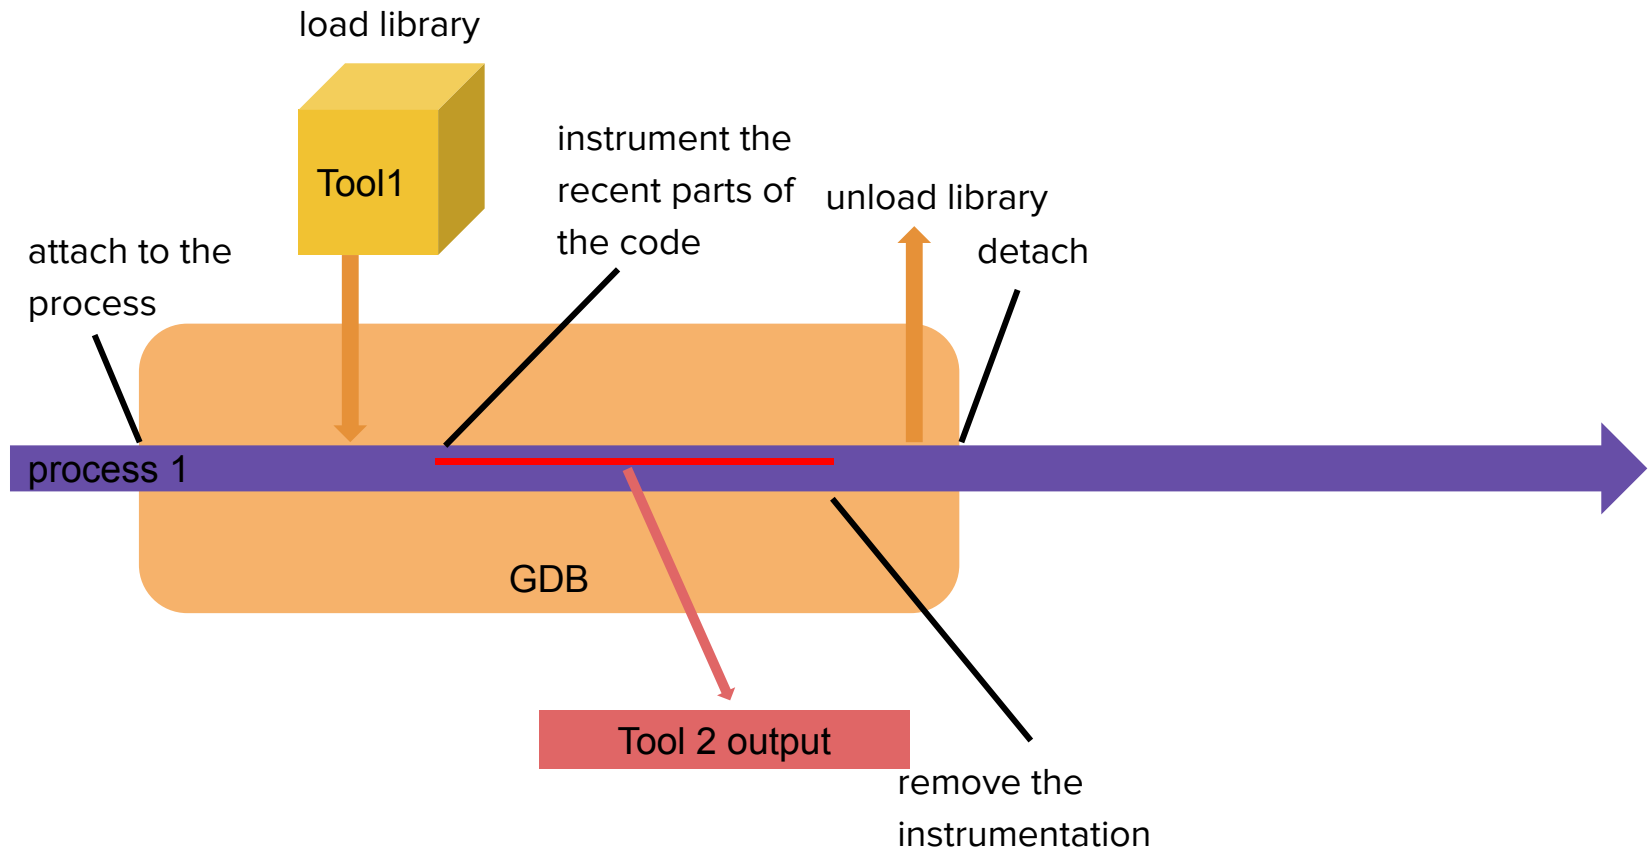 load library
Tool1
instrument the
recent parts of
the code
unload library
attach to the
process
detach
process 1
GDB
Tool 2 output
remove the
instrumentation